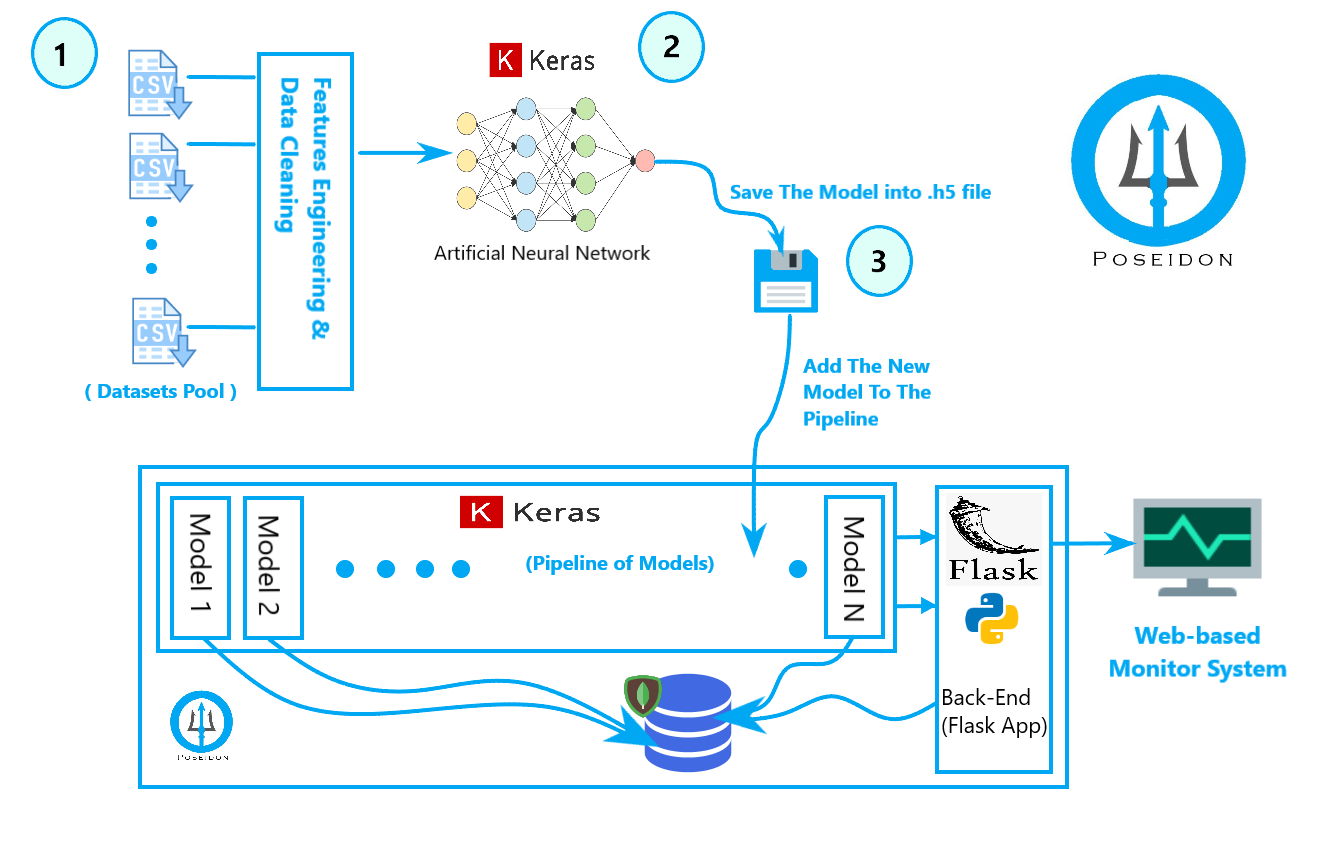 1
2
K Keras
CSV
Features Engineering &
Data Cleaning
CSV
CSV
( Datasets Pool )
Artificial Neural Network
Save The Model into .h5 file
3
POSEIDON
Add The New
Model To The
Pipeline
Model 1
Model 2
K Keras
(Pipeline of Models)
Model N
Flask
Back-End
(Flask App)
Web-based
Monitor System
POSEIDON